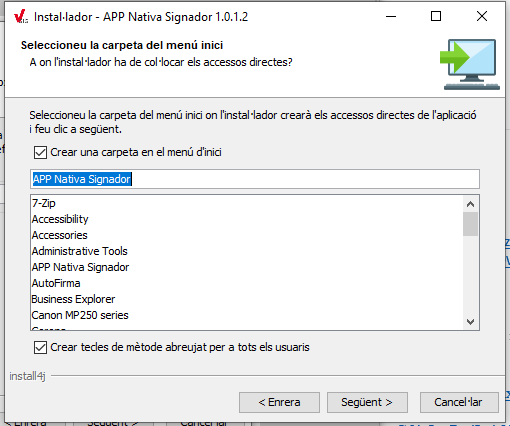 Instal·lador - APP Nativa Signador 1.0.1.2
Seleccioneu la carpeta del menú inici
A on l'instal·lador ha de col·locar els accessos directes?
Seleccioneu la carpeta del menú inici on l'instal·lador crearà els accessos directes de l'aplicació
i feu clic a següent.
Crear una carpeta en el menú d'inici
APP Nativa Signador
7-Zip
Accessibility
Accessories
Administrative Tools
APP Nativa Signador
AutoFirma
Business Explorer
Canon MP250 series
Crear tecles de mètode abreujat per a tots els usuaris
install4j
< Enrera
Següent >
Cancel·lar